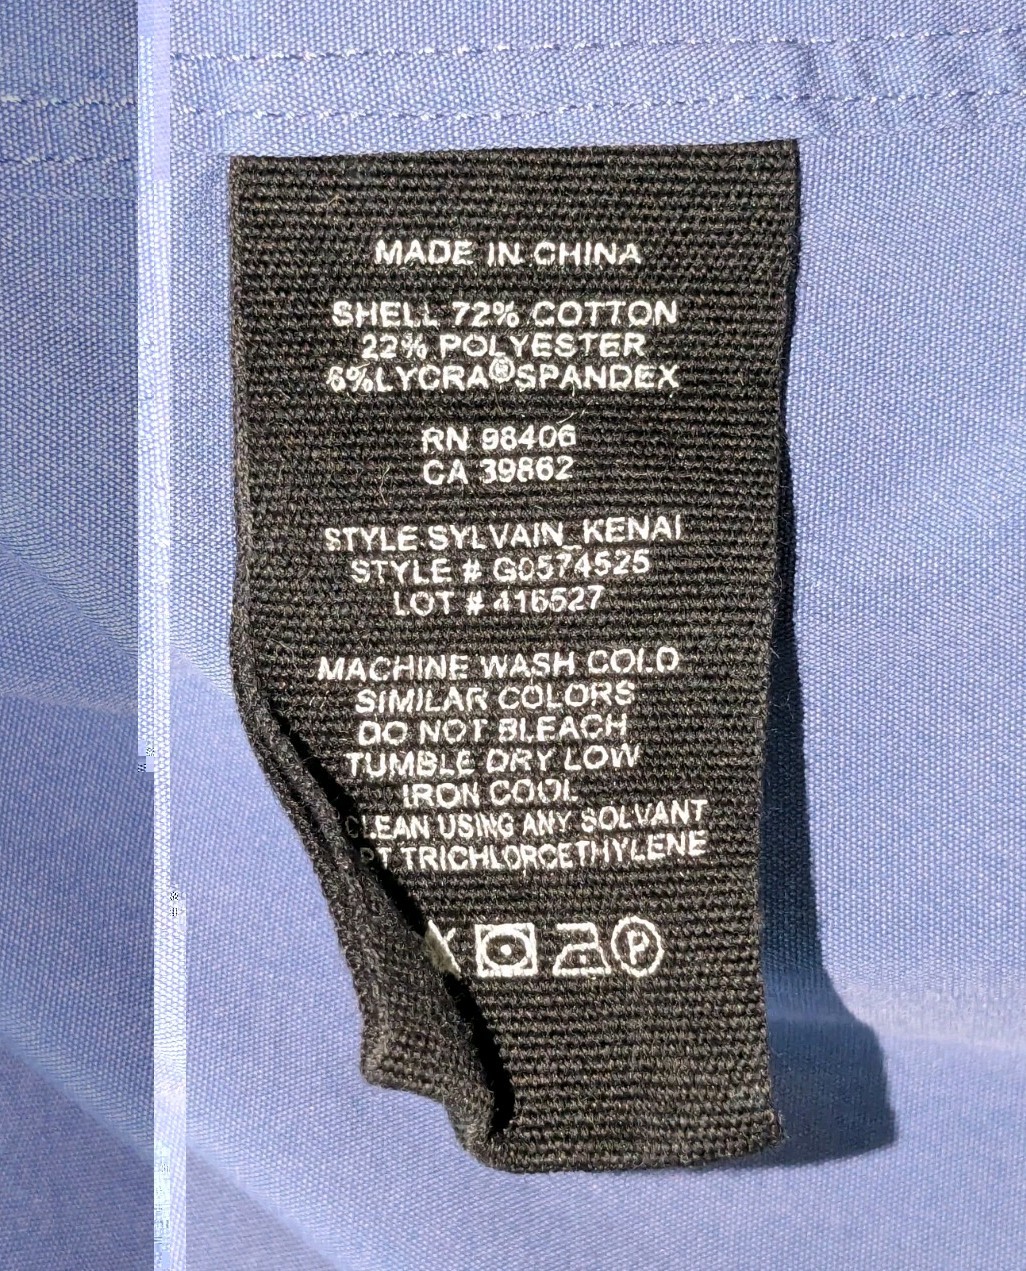 MADE IN CHINA
SHELL 72% COTTON
22% POLYESTER
6%LYCRA®SPANDEX
RN 98406
CA 39862
STYLE SYLVAIN_KENAI
STYLE # G0574525
LOT # 416527
MACHINE WASH COLD
SIMILAR COLORS
DO NOT BLEACH
TUMBLE DRY LOW
IRON COOL
CLEAN USING ANY SOLVANT
PT TRICHLORCETHYLENE
P